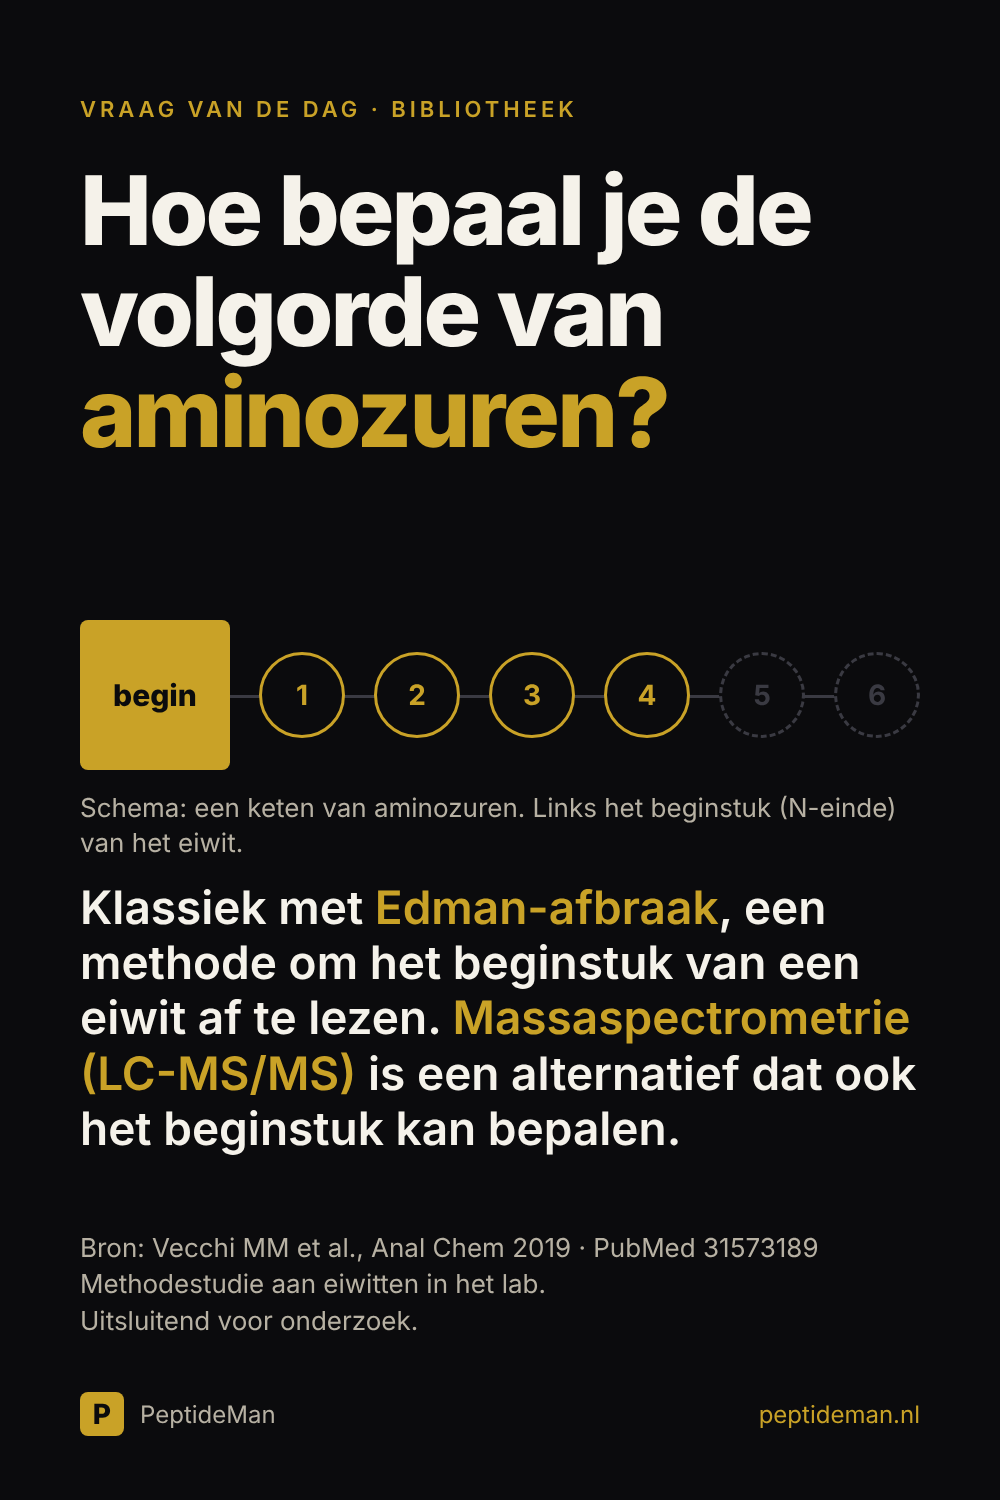 VRAAG VAN DE DAG · BIBLIOTHEEK
Hoe bepaal je de
volgorde van
aminozuren?
begin 1 2 3 4 5 6
Schema: een keten van aminozuren. Links het beginstuk (N-einde)
van het eiwit.
Klassiek met Edman-afbraak, een
methode om het beginstuk van een
eiwit af te lezen. Massaspectrometrie
(LC-MS/MS) is een alternatief dat ook
het beginstuk kan bepalen.
Bron: Vecchi MM et al., Anal Chem 2019 · PubMed 31573189
Methodestudie aan eiwitten in het lab.
Uitsluitend voor onderzoek.
P PeptideMan peptideman.nl